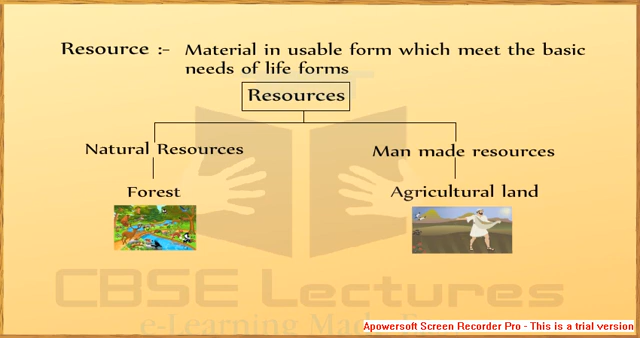 Resource :- Material in usable form which meet the basic
needs of life forms
Resources
Natural Resources
Man made resources
Forest
Agricultural land
CBSE Lectures
e-Learning Made
Apowersoft Screen Recorder Pro - This is a trial version